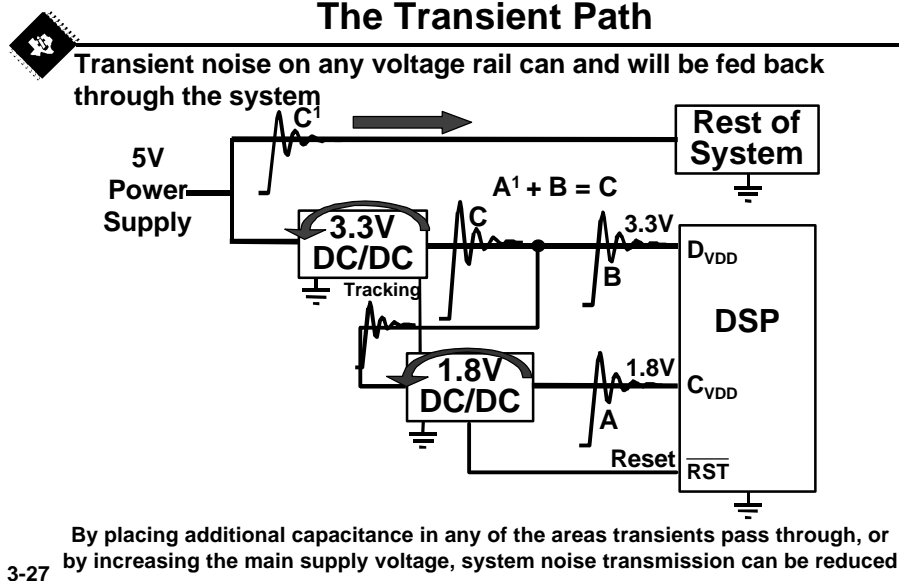 The Transient Path
Transient noise on any voltage rail can and will be fed back
through the system
C¹
Rest of
System
5V
Power
Supply
A¹ + B = C
3.3V
DC/DC
C
3.3V
B
DVDD
Tracking
DSP
1.8V
DC/DC
1.8V
A
CVDD
Reset
RST
By placing additional capacitance in any of the areas transients pass through, or
by increasing the main supply voltage, system noise transmission can be reduced
3-27